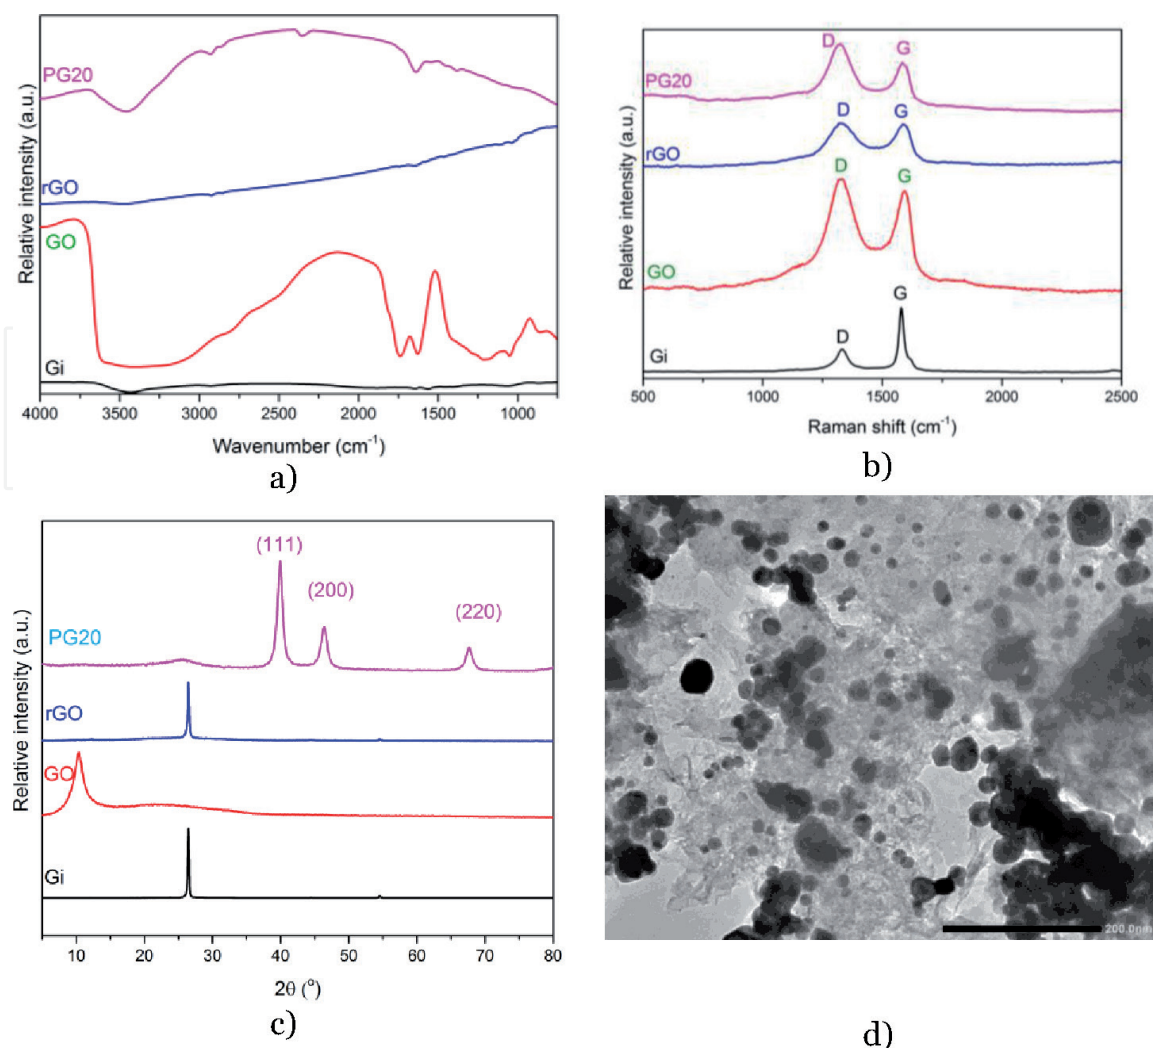 PG20
rGO
GO
Gi
Relative intensity (a.u.)
4000 3500 3000 2500 2000 1500 1000
Wavenumber (cm⁻¹)
a)
D G
PG20
D G
rGO
D G
GO
G
D
Gi
Relative intensity (a.u.)
500 1000 1500 2000 2500
Raman shift (cm⁻¹)
b)
(111)
(200)
(220)
PG20
rGO
GO
Gi
Relative intensity (a.u.)
10 20 30 40 50 60 70 80
2θ (°)
c)
200.0nm
d)